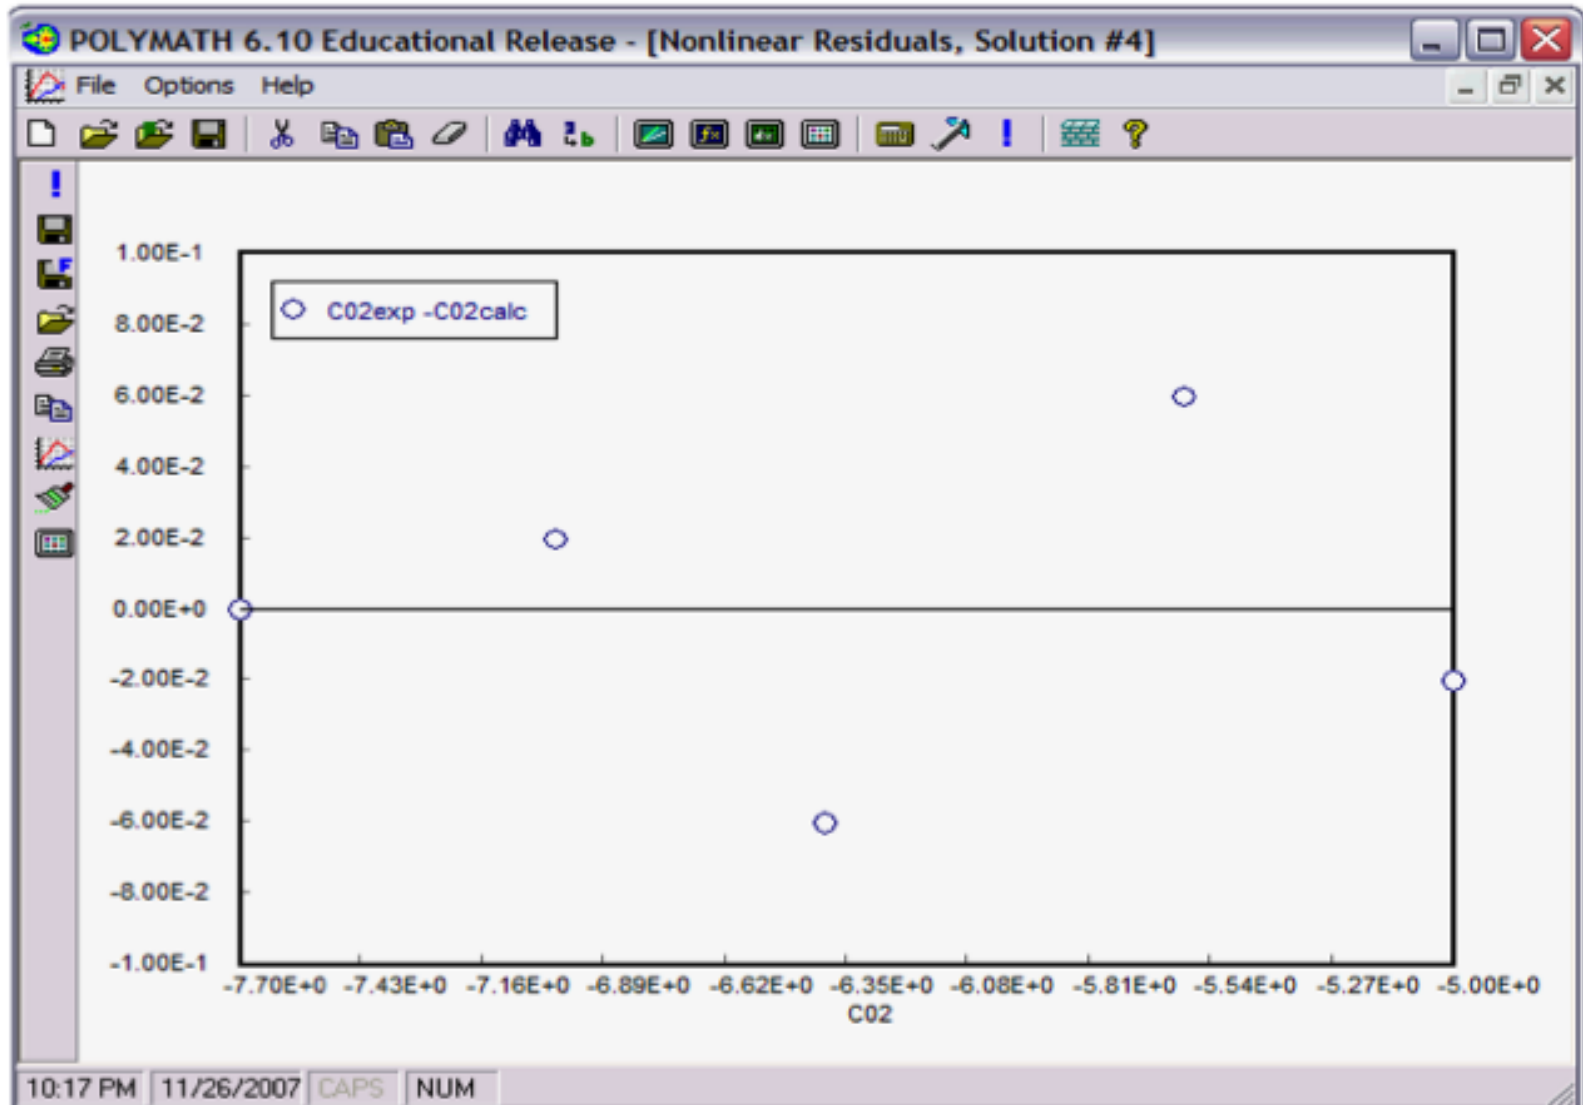 POLYMATH 6.10 Educational Release - [Nonlinear Residuals, Solution #4]
File Options Help
1.00E-1
C02exp -C02calc
8.00E-2
6.00E-2
4.00E-2
2.00E-2
0.00E+0
-2.00E-2
-4.00E-2
-6.00E-2
-8.00E-2
-1.00E-1
-7.70E+0 -7.43E+0 -7.16E+0 -6.89E+0 -6.62E+0 -6.35E+0 -6.08E+0 -5.81E+0 -5.54E+0 -5.27E+0 -5.00E+0
C02
10:17 PM 11/26/2007 CAPS NUM